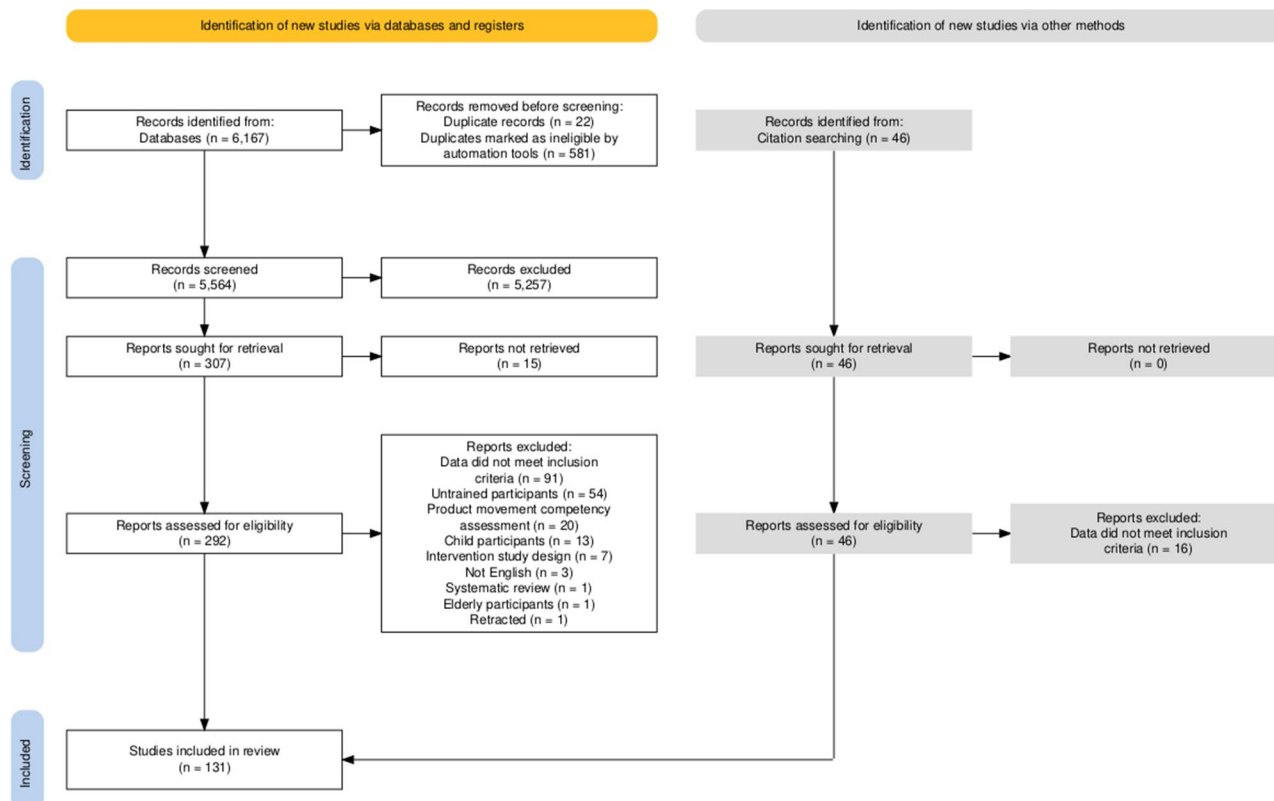 Identification of new studies via databases and registers
Identification of new studies via other methods
Identification
Records identified from:
Databases (n = 6,167)
Records removed before screening:
Duplicate records (n = 22)
Duplicates marked as ineligible by
automation tools (n = 581)
Records identified from:
Citation searching (n = 46)
Screening
Records screened
(n = 5,564)
Records excluded
(n = 5,257)
Reports sought for retrieval
(n = 307)
Reports not retrieved
(n = 15)
Reports sought for retrieval
(n = 46)
Reports not retrieved
(n = 0)
Reports assessed for eligibility
(n = 292)
Reports excluded:
Data did not meet inclusion
criteria (n = 91)
Untrained participants (n = 54)
Product movement competency
assessment (n = 20)
Child participants (n = 13)
Intervention study design (n = 7)
Not English (n = 3)
Systematic review (n = 1)
Elderly participants (n = 1)
Retracted (n = 1)
Reports assessed for eligibility
(n = 46)
Reports excluded:
Data did not meet inclusion
criteria (n = 16)
Included
Studies included in review
(n = 131)